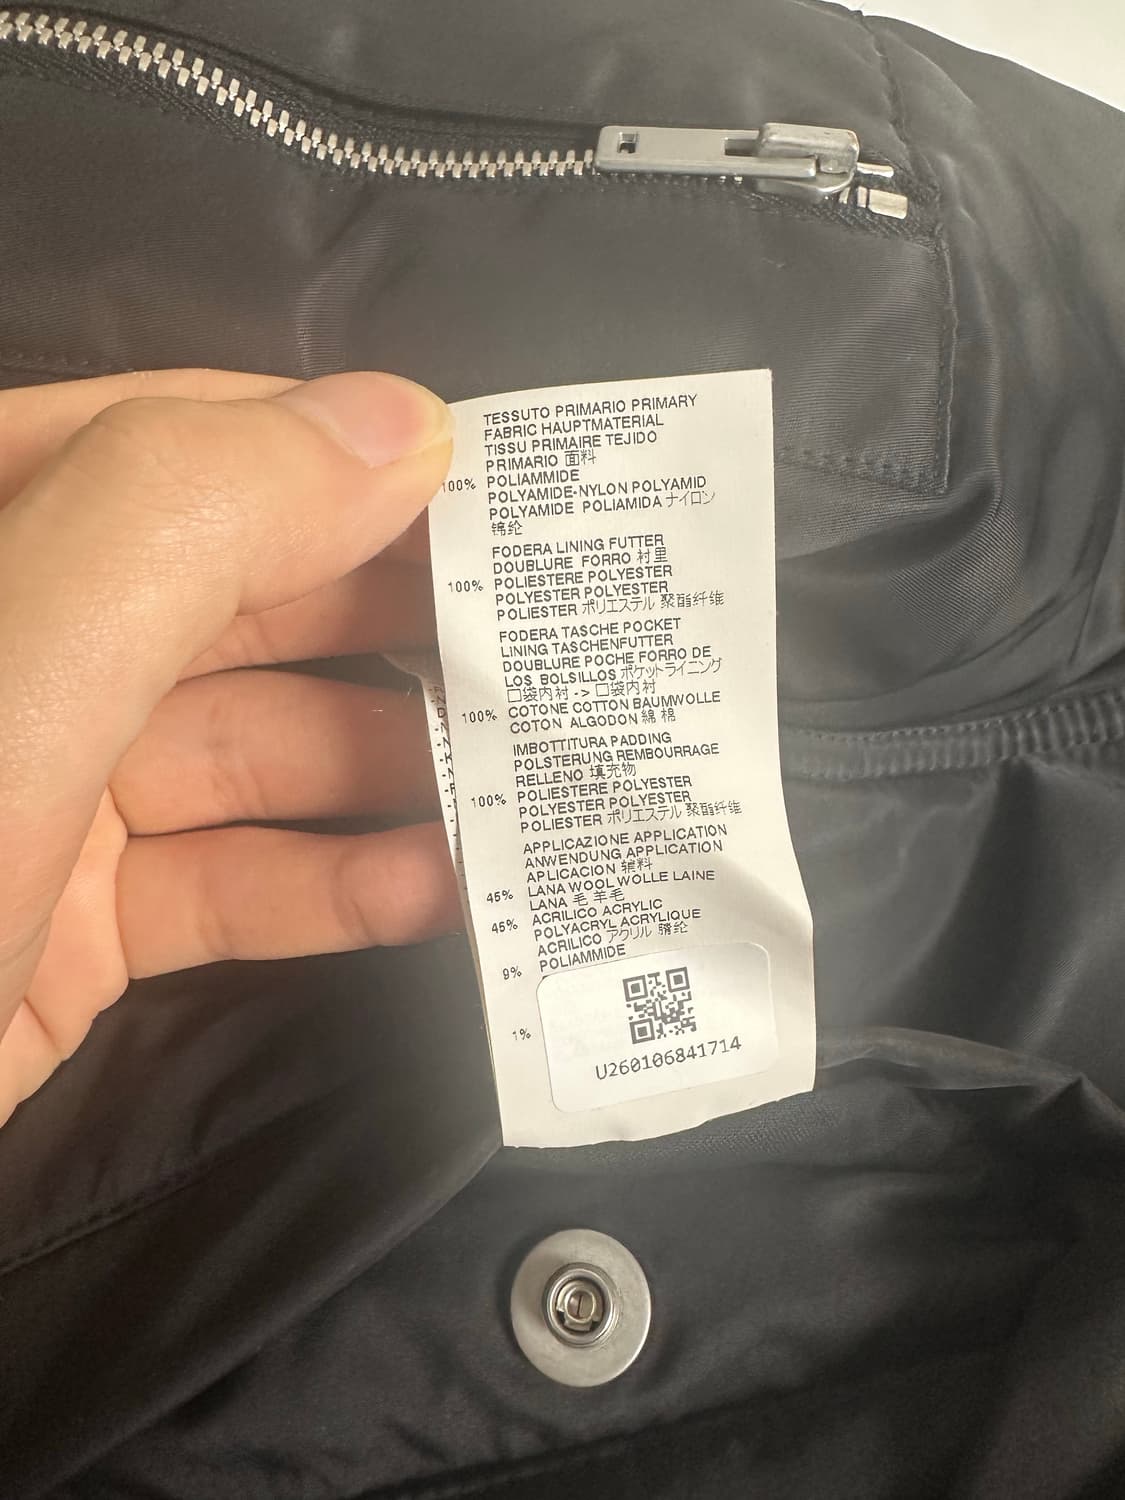 TESSUTO PRIMARIO PRIMARY
FABRIC HAUPTMATERIAL
TISSU PRIMAIRE TEJIDO
PRIMARIO 面料
100% POLIAMMIDE
POLYAMIDE-NYLON POLYAMID
POLYAMIDE POLIAMIDA ナイロン
锦纶
FODERA LINING FUTTER
DOUBLURE FORRO 衬里
100% POLIESTERE POLYESTER
POLYESTER POLYESTER
POLIESTER ポリエステル 聚酯纤维
FODERA TASCHE POCKET
LINING TASCHENFUTTER
DOUBLURE POCHE FORRO DE
LOS BOLSILLOS ポケットライニング
口袋内衬 -> 口袋内衬
100% COTONE COTTON BAUMWOLLE
COTON ALGODON 綿 棉
IMBOTTITURA PADDING
POLSTERUNG REMBOURRAGE
RELLENO 填充物
100% POLIESTERE POLYESTER
POLYESTER POLYESTER
POLIESTER ポリエステル 聚酯纤维
APPLICAZIONE APPLICATION
ANWENDUNG APPLICATION
APLICACION 辅料
45% LANA WOOL WOLLE LAINE
LANA 毛 羊毛
45% ACRILICO ACRYLIC
POLYACRYL ACRYLIQUE
ACRILICO アクリル 腈纶
9% POLIAMMIDE
1%
U260106841714